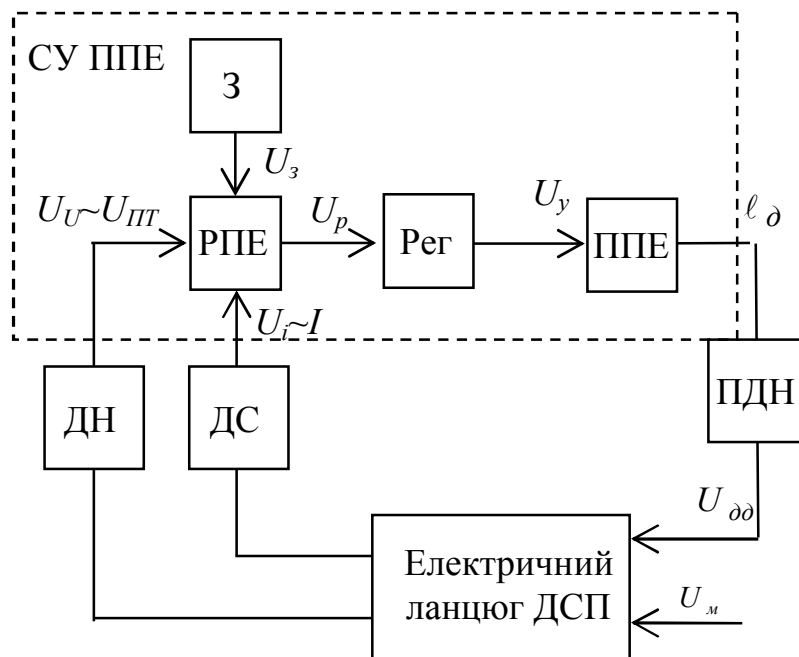 СУ ППЕ
З
U_з
U_U~U_ПТ
U_р
U_у
ℓ_д
РПЕ
Рег
ППЕ
U_i~I
ДН
ДС
ПДН
U_дд
Електричний
ланцюг ДСП
U_м